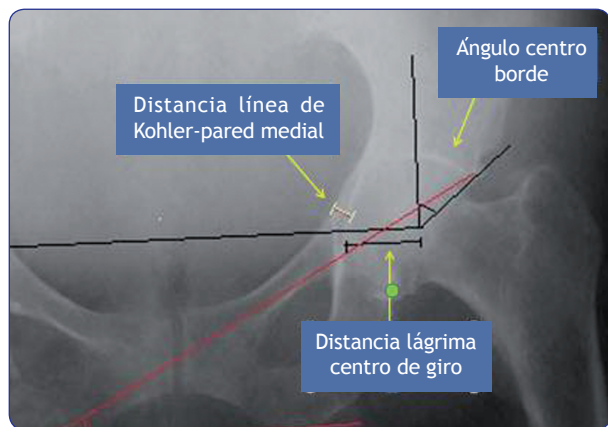 Ángulo centro
borde
Distancia línea de
Kohler-pared medial
Distancia lágrima
centro de giro